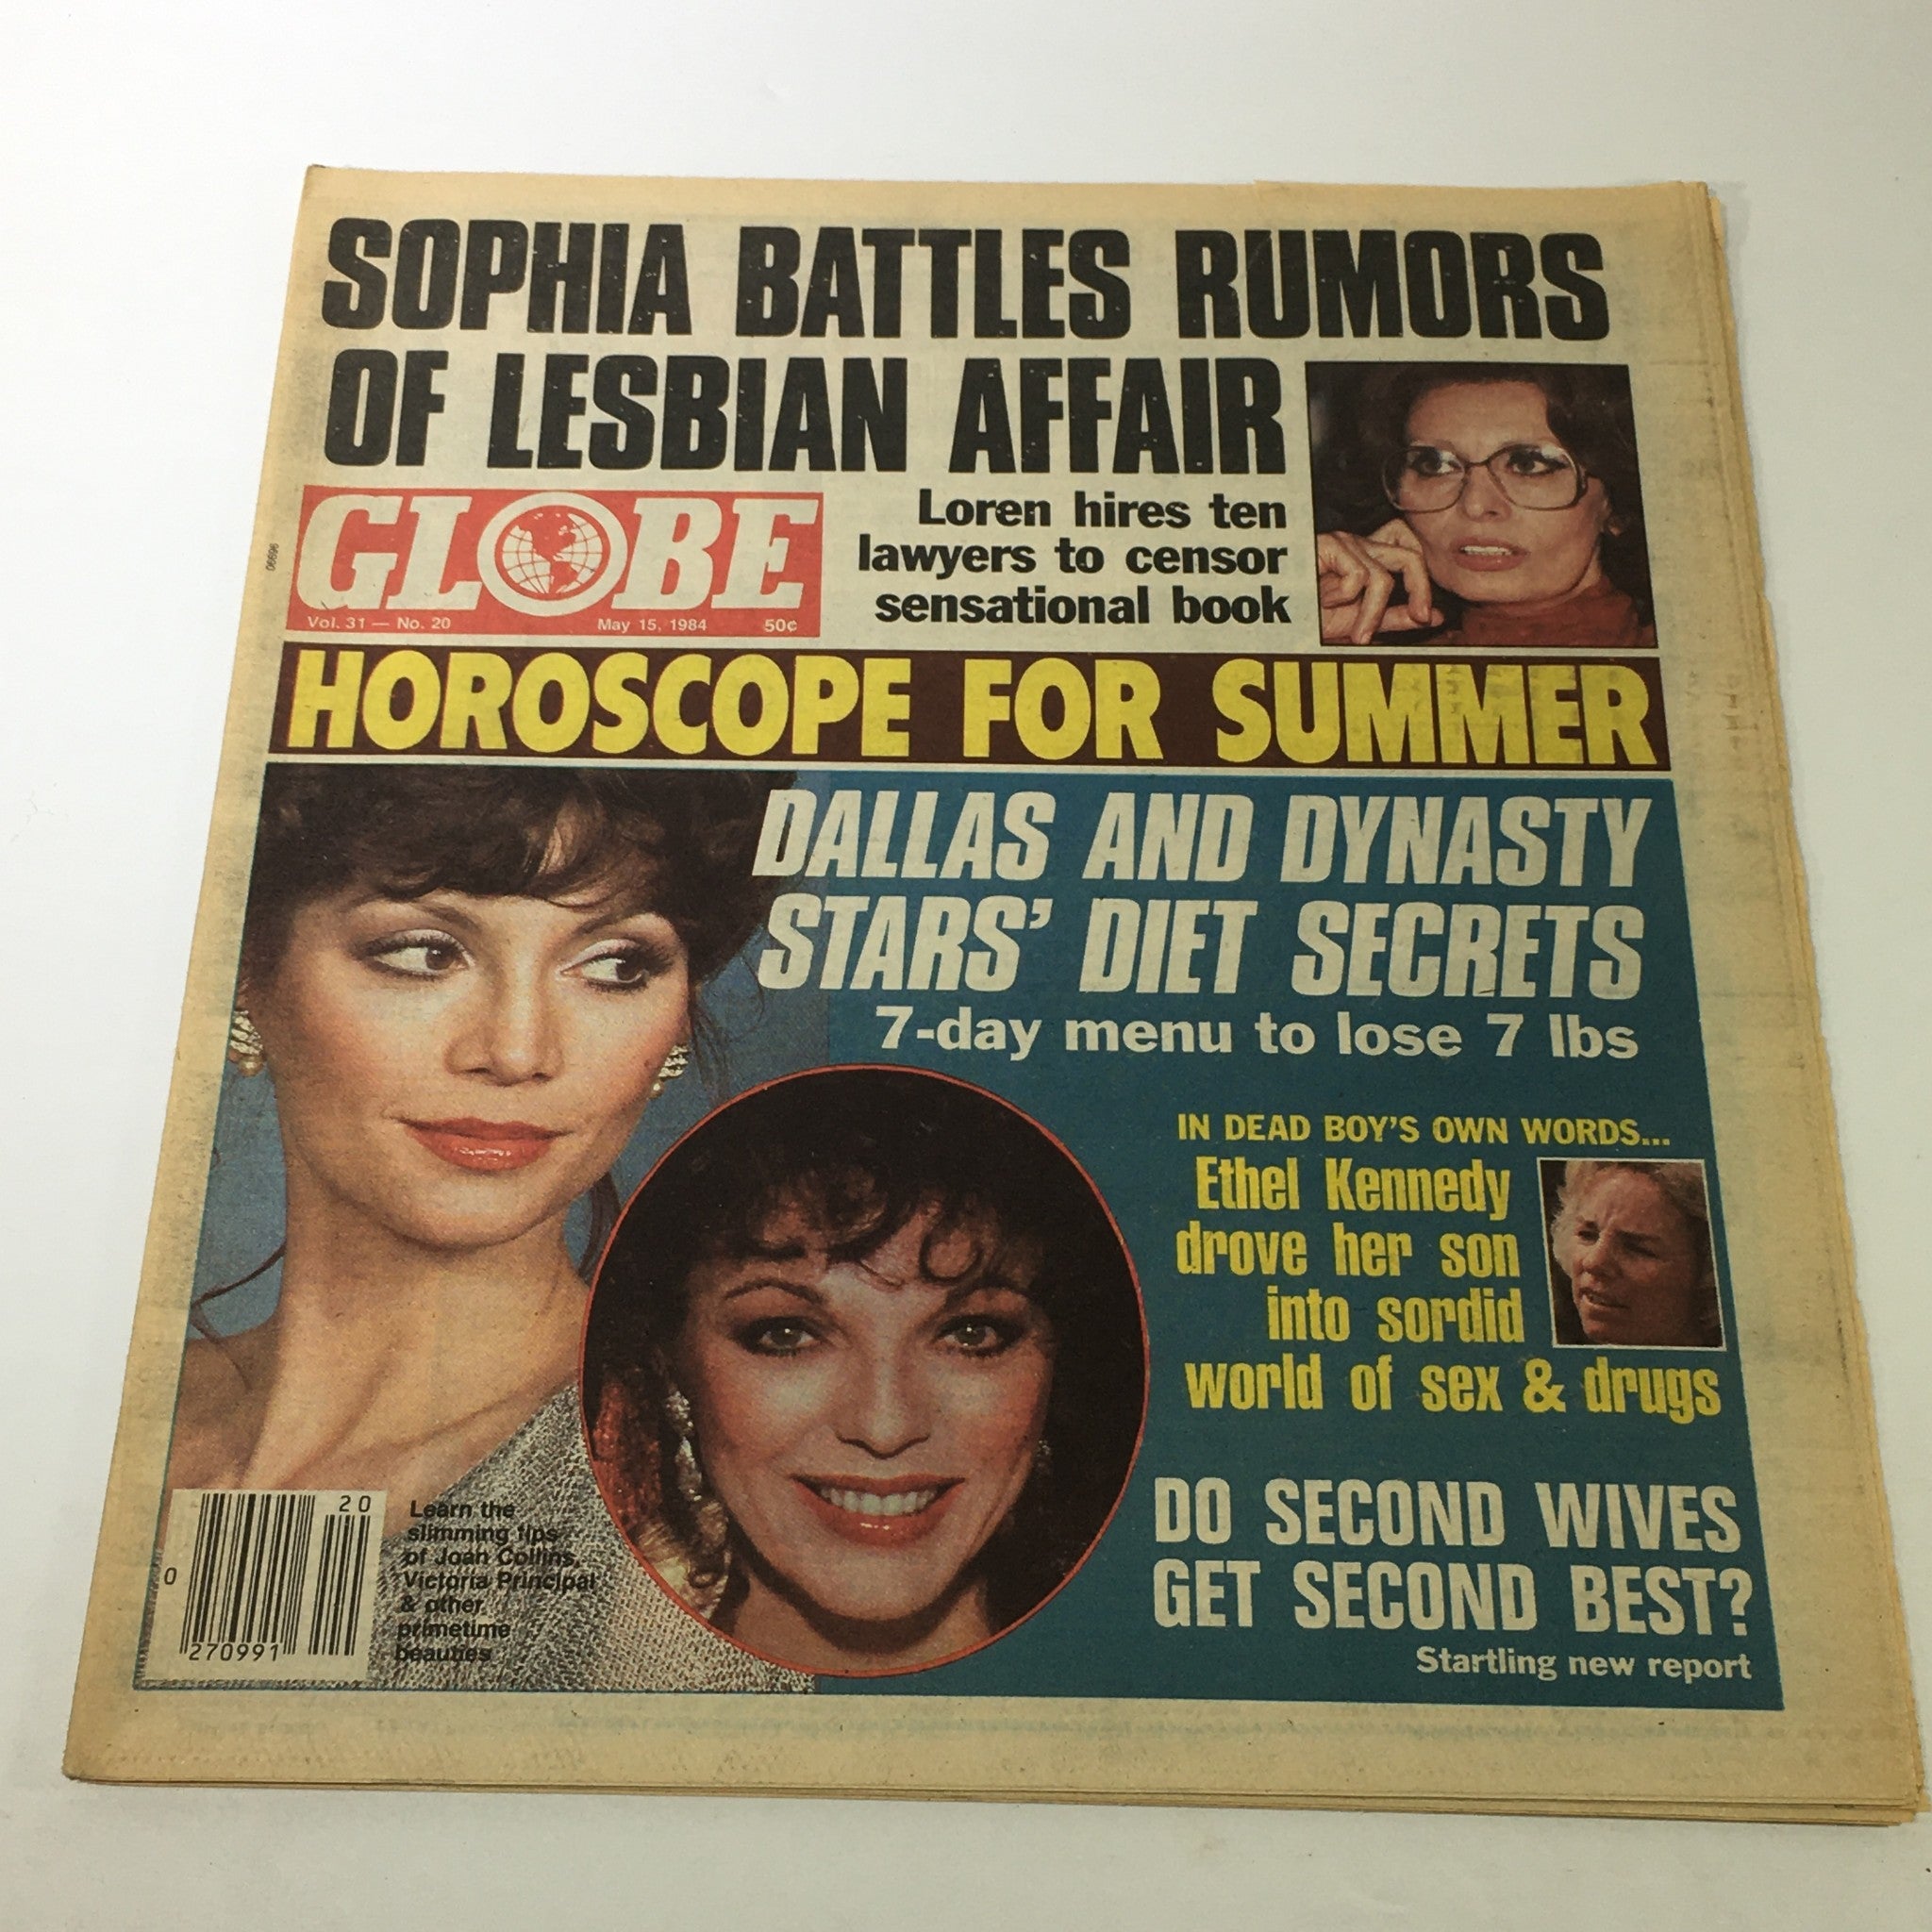 SOPHIA BATTLES RUMORS
OF LESBIAN AFFAIR
Loren hires ten
lawyers to censor
sensational book
GLOBE
Vol. 31 — No. 20 May 15, 1984 50¢
HOROSCOPE FOR SUMMER
DALLAS AND DYNASTY
STARS' DIET SECRETS
7-day menu to lose 7 lbs
IN DEAD BOY'S OWN WORDS...
Ethel Kennedy
drove her son
into sordid
world of sex & drugs
DO SECOND WIVES
GET SECOND BEST?
Startling new report
Learn the
slimming tips
of Joan Collins,
Victoria Principal
& other
primetime
beauties
20
0
270991